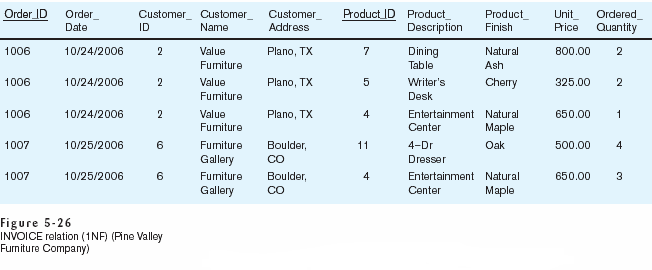 Order_ID Order_ Date Customer_ ID Customer_ Name Customer_ Address Product_ID Product_ Description Product_ Finish Unit_ Price Ordered_ Quantity
1006 10/24/2006 2 Value Furniture Plano, TX 7 Dining Table Natural Ash 800.00 2
1006 10/24/2006 2 Value Furniture Plano, TX 5 Writer's Desk Cherry 325.00 2
1006 10/24/2006 2 Value Furniture Plano, TX 4 Entertainment Center Natural Maple 650.00 1
1007 10/25/2006 6 Furniture Gallery Boulder, CO 11 4–Dr Dresser Oak 500.00 4
1007 10/25/2006 6 Furniture Gallery Boulder, CO 4 Entertainment Center Natural Maple 650.00 3
Figure 5-26
INVOICE relation (1NF) (Pine Valley
Furniture Company)